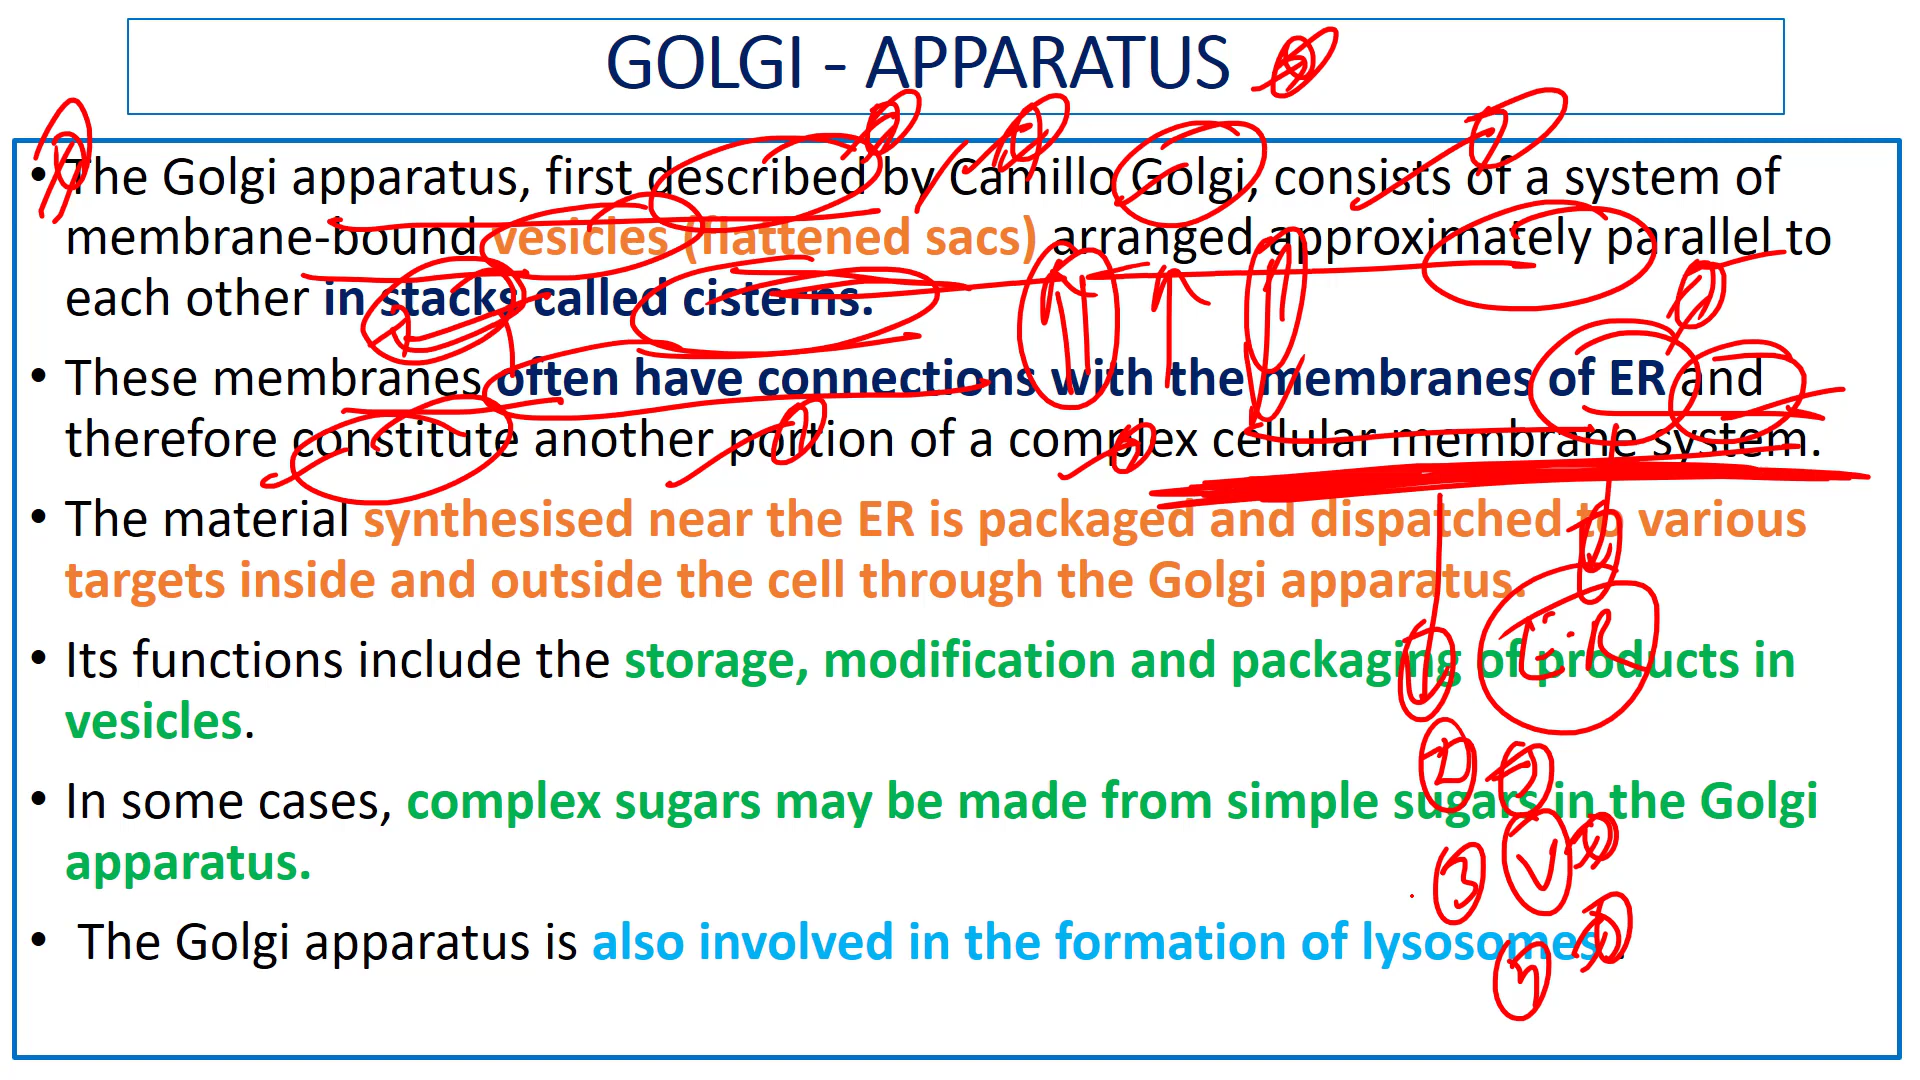 GOLGI - APPARATUS
• The Golgi apparatus, first described by Camillo Golgi, consists of a system of
membrane-bound vesicles (flattened sacs) arranged approximately parallel to
each other in stacks called cisterns.
• These membranes often have connections with the membranes of ER and
therefore constitute another portion of a complex cellular membrane system.
• The material synthesised near the ER is packaged and dispatched to various
targets inside and outside the cell through the Golgi apparatus.
• Its functions include the storage, modification and packaging of products in
vesicles.
• In some cases, complex sugars may be made from simple sugars in the Golgi
apparatus.
• The Golgi apparatus is also involved in the formation of lysosomes.
E.R
1
2
3